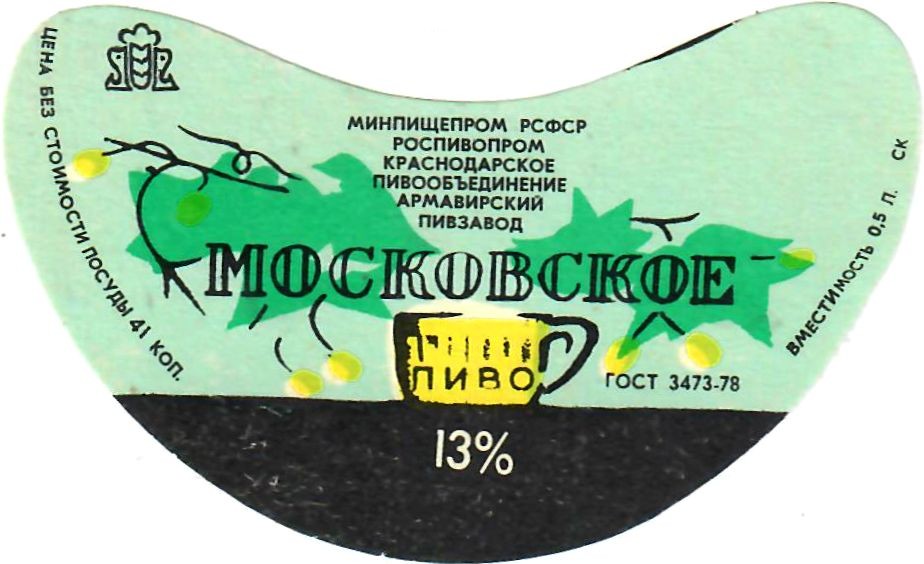 ЦЕНА БЕЗ СТОИМОСТИ ПОСУДЫ 41 КОП.
МИНПИЩЕПРОМ РСФСР
РОСПИВОПРОМ
КРАСНОДАРСКОЕ
ПИВООБЪЕДИНЕНИЕ
АРМАВИРСКИЙ
ПИВЗАВОД
МОСКОВСКОЕ
ПИВО
ГОСТ 3473-78
13%
ВМЕСТИМОСТЬ 0,5 Л. СК